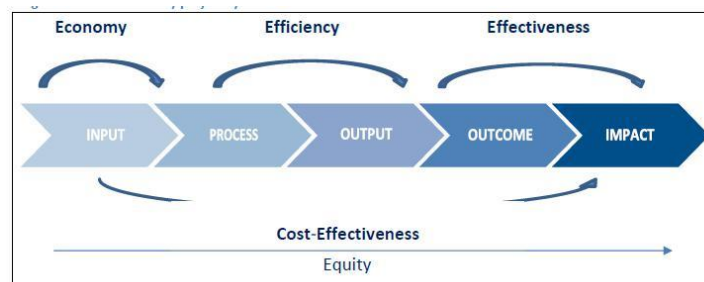 Economy Efficiency Effectiveness
INPUT PROCESS OUTPUT OUTCOME IMPACT
Cost-Effectiveness
Equity